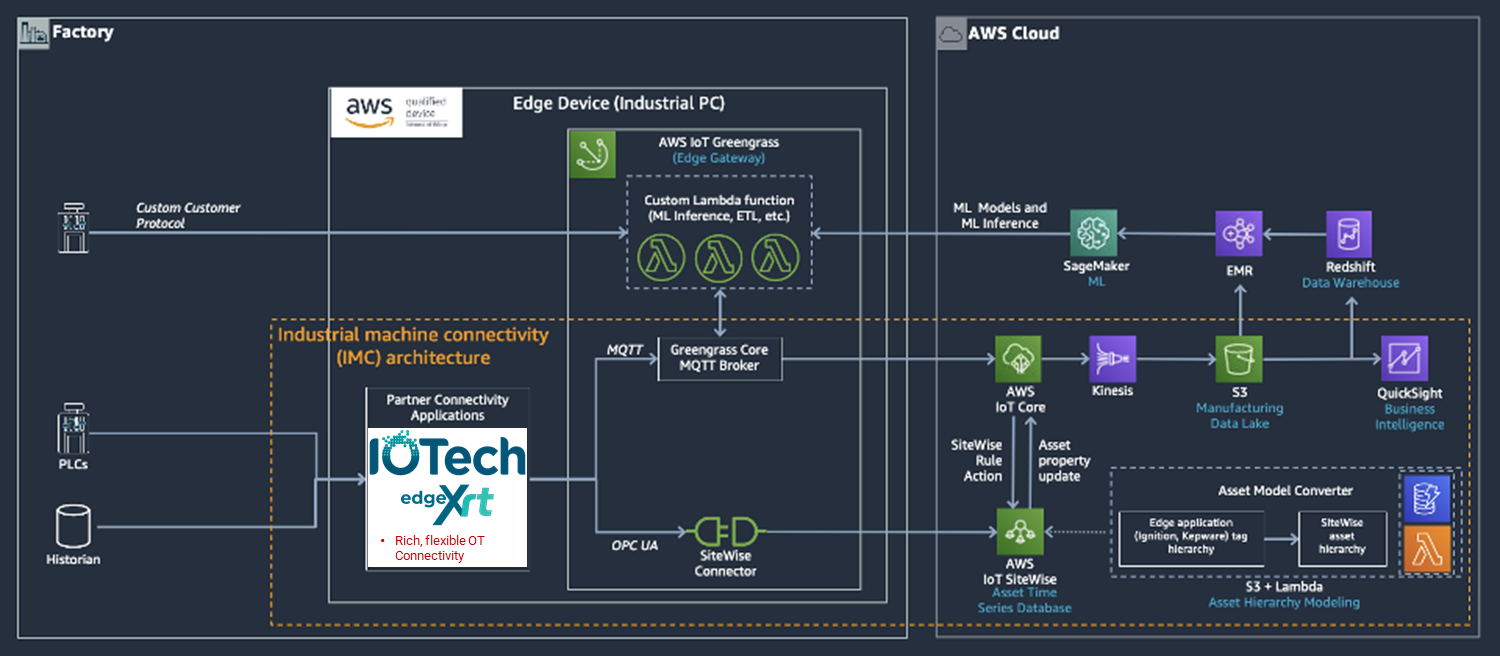 Factory
AWS Cloud
aws
qualified
device
Edge Device (Industrial PC)
AWS IoT Greengrass
(Edge Gateway)
Custom Lambda function
(ML Inference, ETL, etc.)
Custom Customer
Protocol
ML Models and
ML Inference
SageMaker
ML
EMR
Redshift
Data Warehouse
Industrial machine connectivity
(IMC) architecture
MQTT
Greengrass Core
MQTT Broker
AWS
IoT Core
Kinesis
S3
Manufacturing
Data Lake
QuickSight
Business
Intelligence
Partner Connectivity
Applications
IOTech
edgeXrt
• Rich, flexible OT
Connectivity
PLCs
Historian
SiteWise
Rule
Action
Asset
property
update
OPC UA
SiteWise
Connector
AWS
IoT SiteWise
Asset Time
Series Database
Asset Model Converter
Edge application
(Ignition, Kepware) tag
hierarchy
SiteWise
asset
hierarchy
S3 + Lambda
Asset Hierarchy Modeling